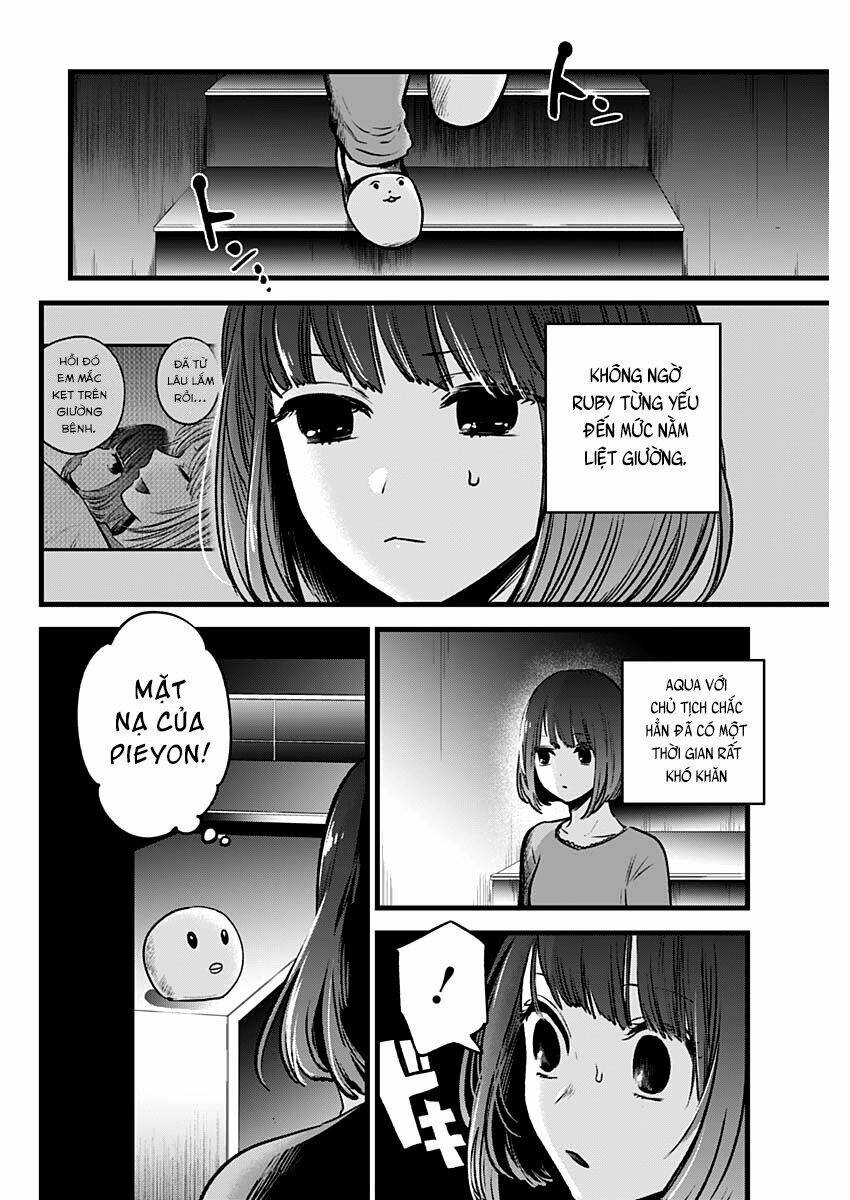 トン
トン
KHÔNG NGỜ
RUBY TỪNG YẾU
ĐẾN MỨC NẰM
LIỆT GIƯỜNG.
ĐÃ TỪ
LÂU LẮM
RỒI...
HỒI ĐÓ
EM MẮC
KẸT TRÊN
GIƯỜNG
BỆNH.
AQUA VỚI
CHỦ TỊCH CHẮC
HẲN ĐÃ CÓ MỘT
THỜI GIAN RẤT
KHÓ KHĂN
MẶT
NẠ CỦA
PIEYON!
!
ドキ